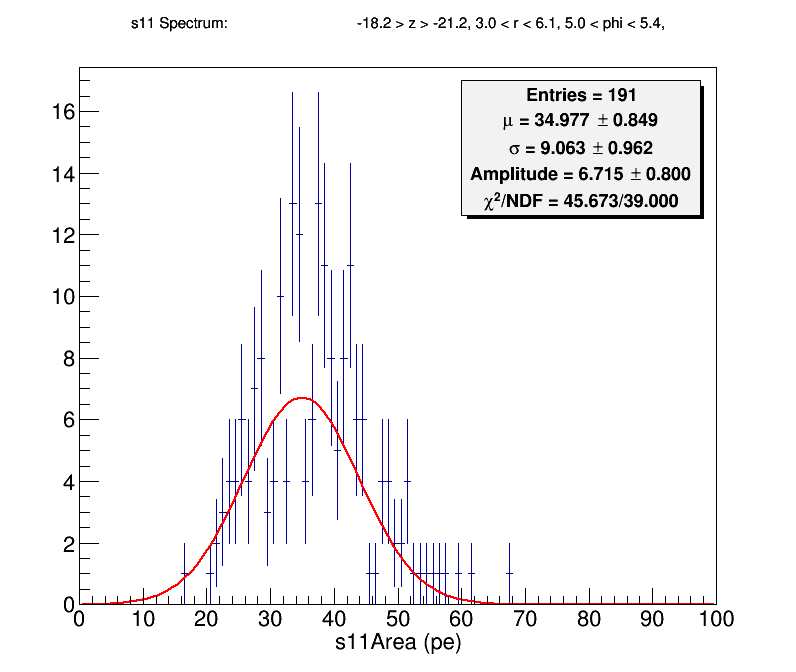 s11 Spectrum: -18.2 > z > -21.2, 3.0 < r < 6.1, 5.0 < phi < 5.4,
Entries = 191
μ = 34.977 ± 0.849
σ = 9.063 ± 0.962
Amplitude = 6.715 ± 0.800
χ²/NDF = 45.673/39.000
16
14
12
10
8
6
4
2
0
0 10 20 30 40 50 60 70 80 90 100
s11Area (pe)